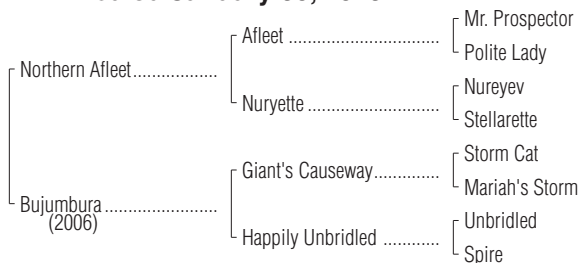 Northern Afleet
Bujumbura
(2006)
Afleet
Nuryette
Giant's Causeway
Happily Unbridled
Mr. Prospector
Polite Lady
Nureyev
Stellarette
Storm Cat
Mariah's Storm
Unbridled
Spire